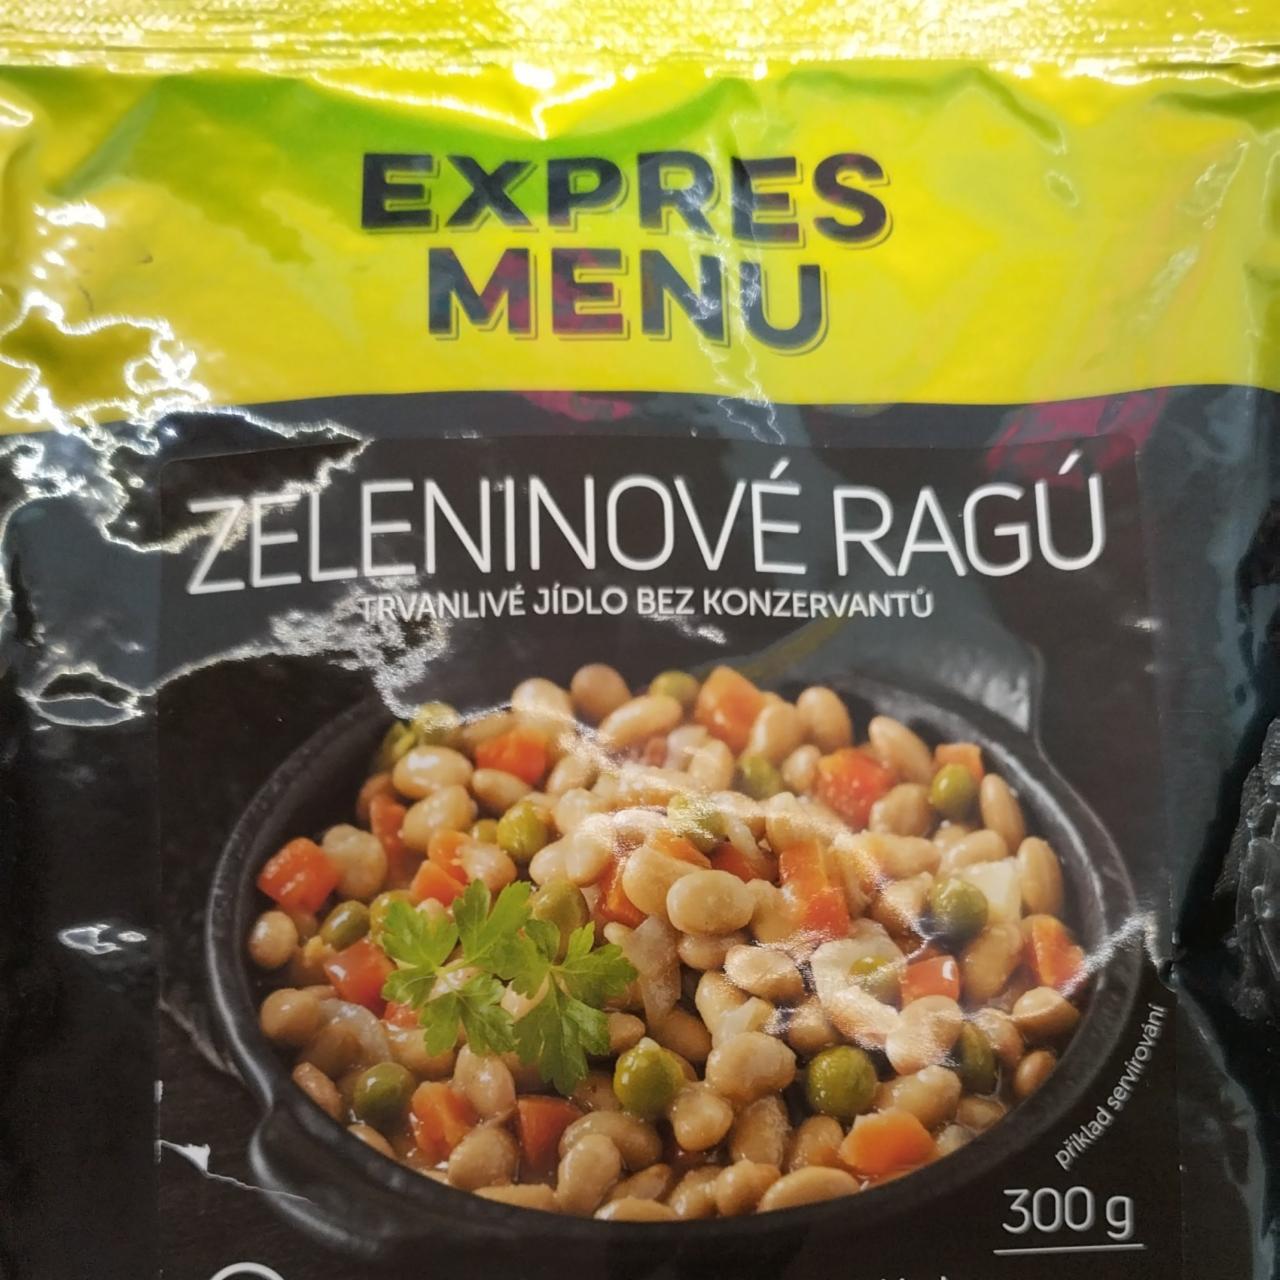 EXPRES
MENU
ZELENINOVÉ RAGÚ
TRVANLIVÉ JÍDLO BEZ KONZERVANTŮ
příklad servírování
300 g